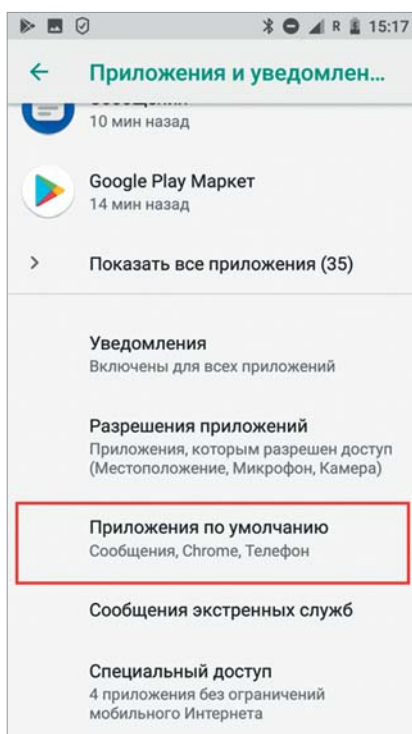 R 15:17
Приложения и уведомлен...
10 мин назад
Google Play Маркет
14 мин назад
Показать все приложения (35)
Уведомления
Включены для всех приложений
Разрешения приложений
Приложения, которым разрешен доступ
(Местоположение, Микрофон, Камера)
Приложения по умолчанию
Сообщения, Chrome, Телефон
Сообщения экстренных служб
Специальный доступ
4 приложения без ограничений
мобильного Интернета